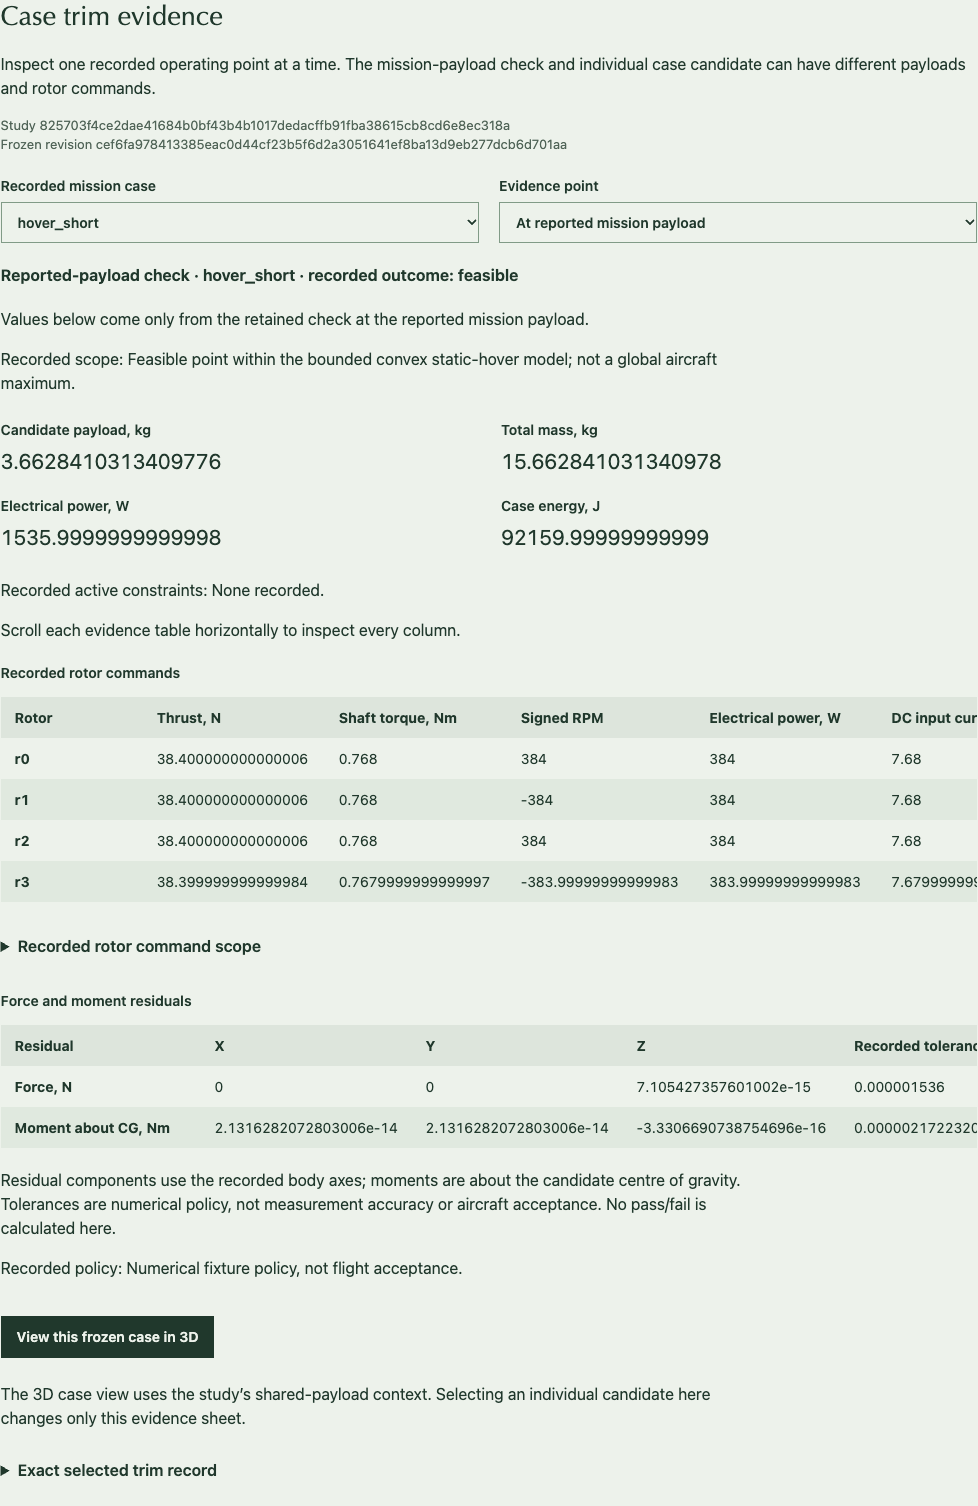 Case trim evidence
Inspect one recorded operating point at a time. The mission-payload check and individual case candidate can have different payloads
and rotor commands.
Study 825703f4ce2dae41684b0bf43b4b1017dedacffb91fba38615cb8cd6e8ec318a
Frozen revision cef6fa978413385eac0d44cf23b5f6d2a3051641ef8ba13d9eb277dcb6d701aa
Recorded mission case Evidence point
hover_short At reported mission payload
Reported-payload check · hover_short · recorded outcome: feasible
Values below come only from the retained check at the reported mission payload.
Recorded scope: Feasible point within the bounded convex static-hover model; not a global aircraft
maximum.
Candidate payload, kg Total mass, kg
3.6628410313409776 15.662841031340978
Electrical power, W Case energy, J
1535.9999999999998 92159.99999999999
Recorded active constraints: None recorded.
Scroll each evidence table horizontally to inspect every column.
Recorded rotor commands
Rotor Thrust, N Shaft torque, Nm Signed RPM Electrical power, W DC input cur
r0 38.400000000000006 0.768 384 384 7.68
r1 38.400000000000006 0.768 -384 384 7.68
r2 38.400000000000006 0.768 384 384 7.68
r3 38.399999999999984 0.7679999999999997 -383.99999999999983 383.99999999999983 7.679999999
Recorded rotor command scope
Force and moment residuals
Residual X Y Z Recorded toleranc
Force, N 0 0 7.105427357601002e-15 0.000001536
Moment about CG, Nm 2.1316282072803006e-14 2.1316282072803006e-14 -3.3306690738754696e-16 0.0000021722320
Residual components use the recorded body axes; moments are about the candidate centre of gravity.
Tolerances are numerical policy, not measurement accuracy or aircraft acceptance. No pass/fail is
calculated here.
Recorded policy: Numerical fixture policy, not flight acceptance.
View this frozen case in 3D
The 3D case view uses the study’s shared-payload context. Selecting an individual candidate here
changes only this evidence sheet.
Exact selected trim record